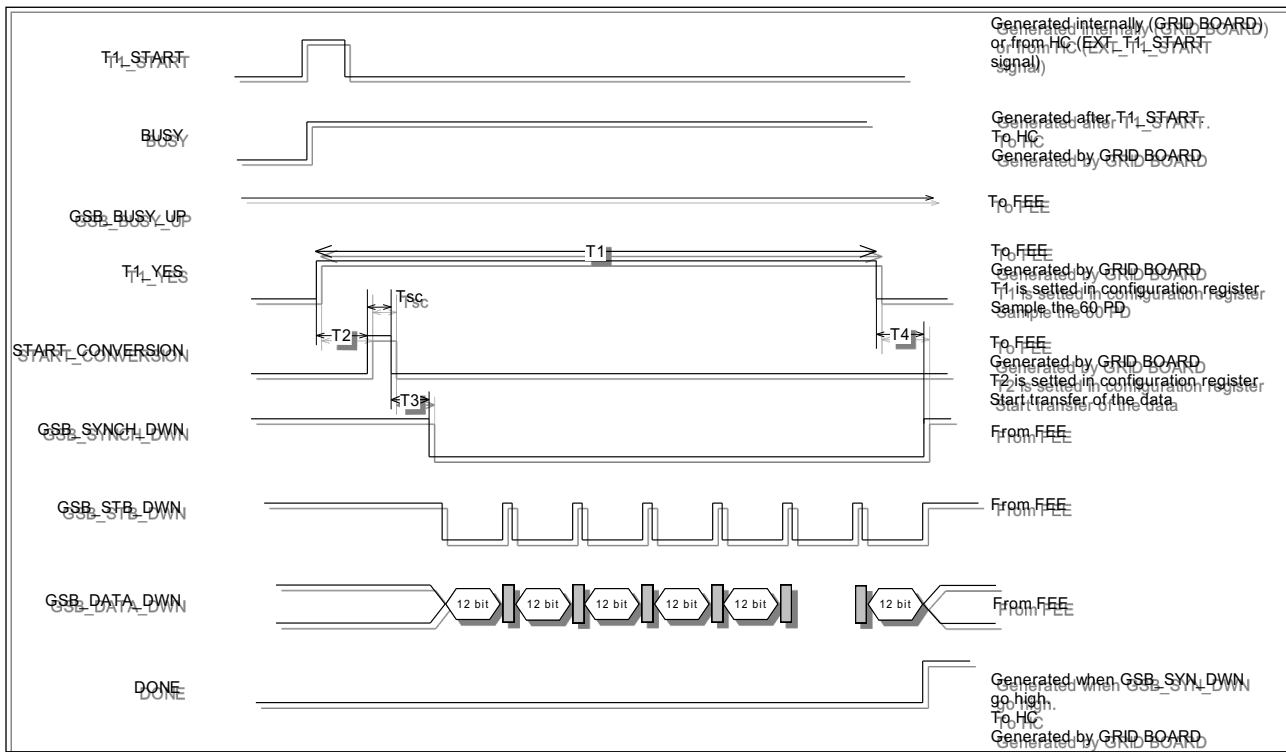 T1_START
Generated internally (GRID BOARD)
or from HC (EXT_T1_START
signal)
BUSY
Generated after T1_START.
To HC
Generated by GRID BOARD
GSB_BUSY_UP
To FEE
T1_YES
T1
To FEE
Generated by GRID BOARD
T1 is setted in configuration register
Sample the 60 PD
Tsc
T2
T4
START_CONVERSION
To FEE
Generated by GRID BOARD
T2 is setted in configuration register
Start transfer of the data
T3
GSB_SYNCH_DWN
From FEE
GSB_STB_DWN
From FEE
GSB_DATA_DWN
12 bit 12 bit 12 bit 12 bit 12 bit 12 bit
From FEE
DONE
Generated when GSB_SYN_DWN
go high.
To HC
Generated by GRID BOARD